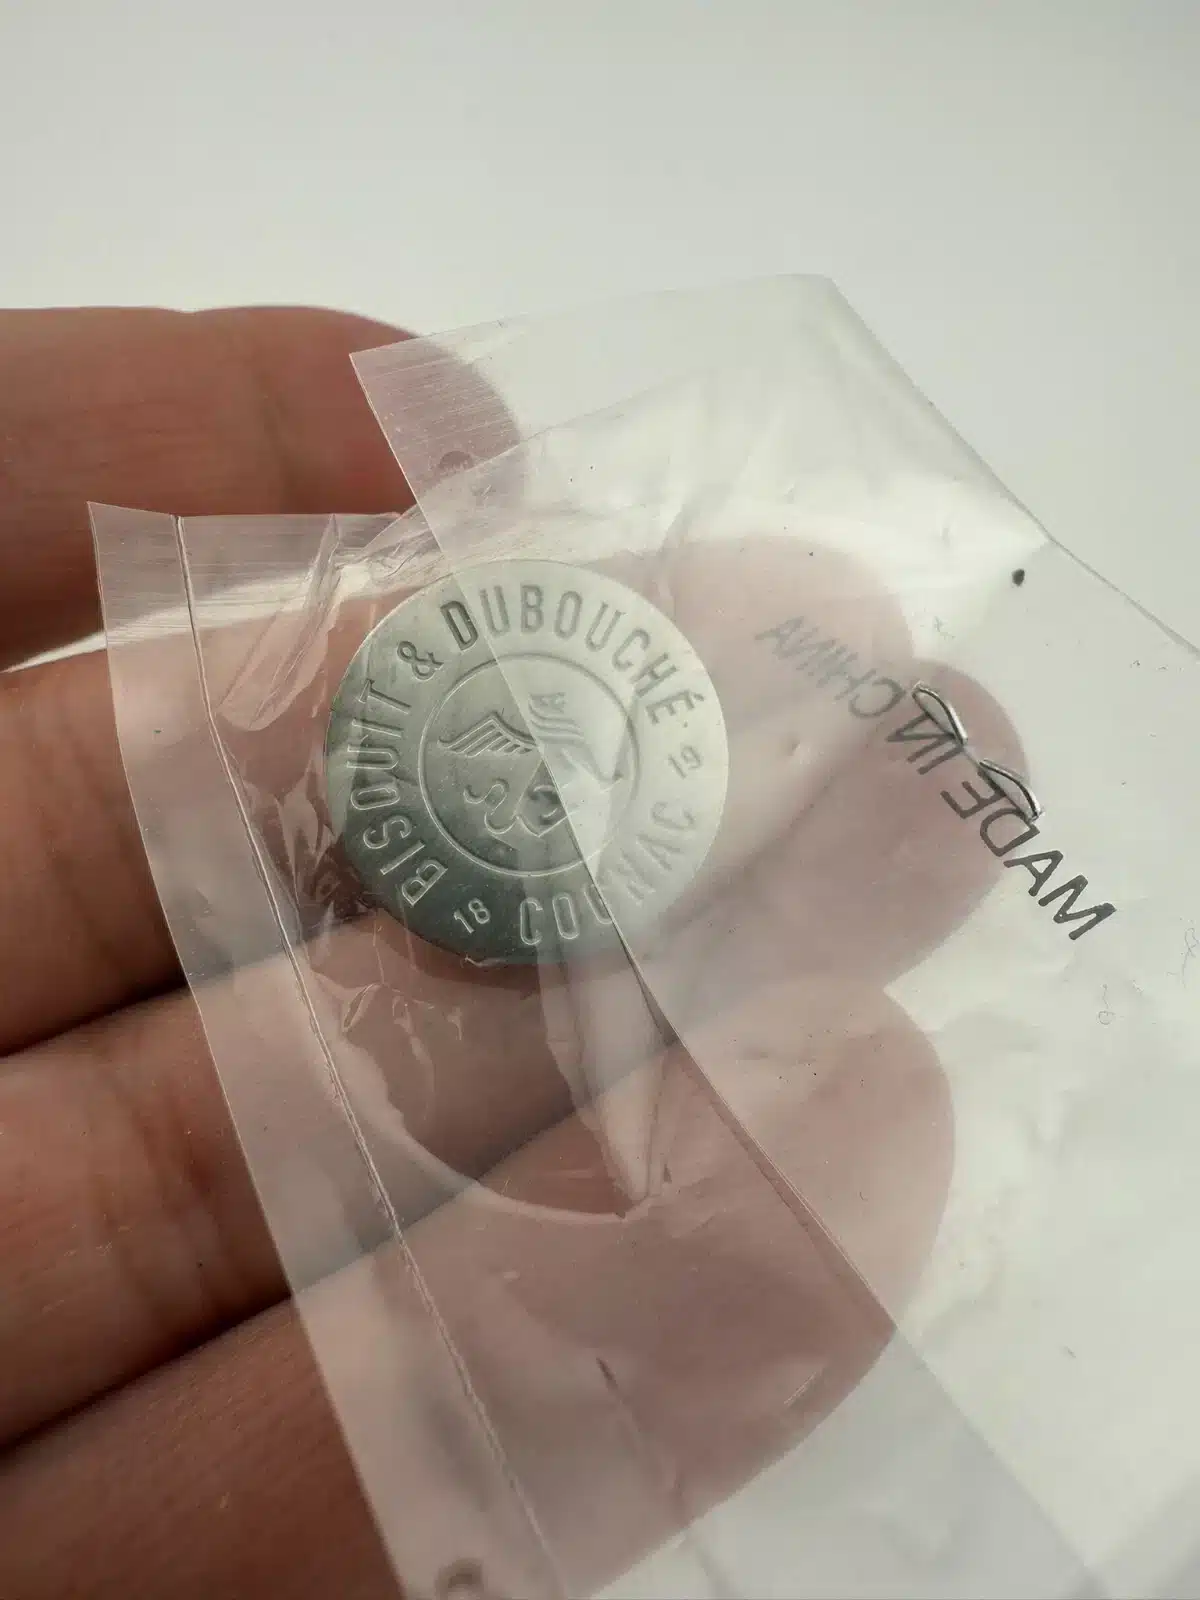 BISQUIT & DUBOUCHÉ
18 COGNAC 19
MADE IN CHINA